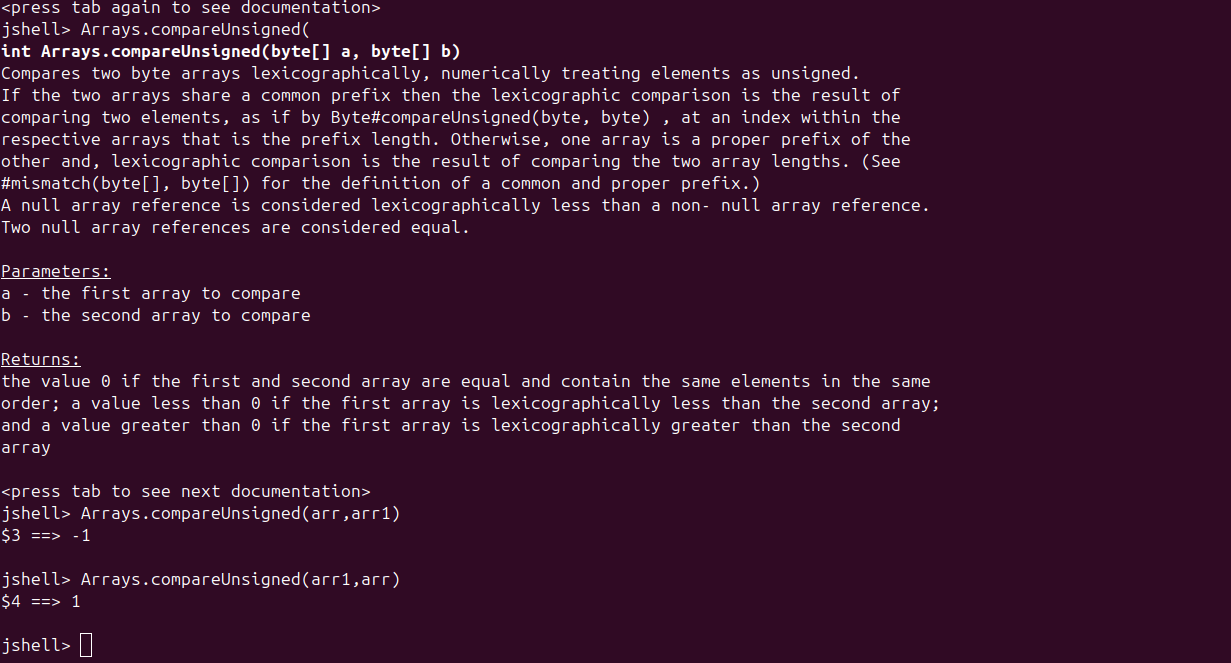 <press tab again to see documentation>
jshell> Arrays.compareUnsigned(
int Arrays.compareUnsigned(byte[] a, byte[] b)
Compares two byte arrays lexicographically, numerically treating elements as unsigned.
If the two arrays share a common prefix then the lexicographic comparison is the result of
comparing two elements, as if by Byte#compareUnsigned(byte, byte) , at an index within the
respective arrays that is the prefix length. Otherwise, one array is a proper prefix of the
other and, lexicographic comparison is the result of comparing the two array lengths. (See
#mismatch(byte[], byte[]) for the definition of a common and proper prefix.)
A null array reference is considered lexicographically less than a non- null array reference.
Two null array references are considered equal.
Parameters:
a - the first array to compare
b - the second array to compare
Returns:
the value 0 if the first and second array are equal and contain the same elements in the same
order; a value less than 0 if the first array is lexicographically less than the second array;
and a value greater than 0 if the first array is lexicographically greater than the second
array
<press tab to see next documentation>
jshell> Arrays.compareUnsigned(arr,arr1)
$3 ==> -1
jshell> Arrays.compareUnsigned(arr1,arr)
$4 ==> 1
jshell>